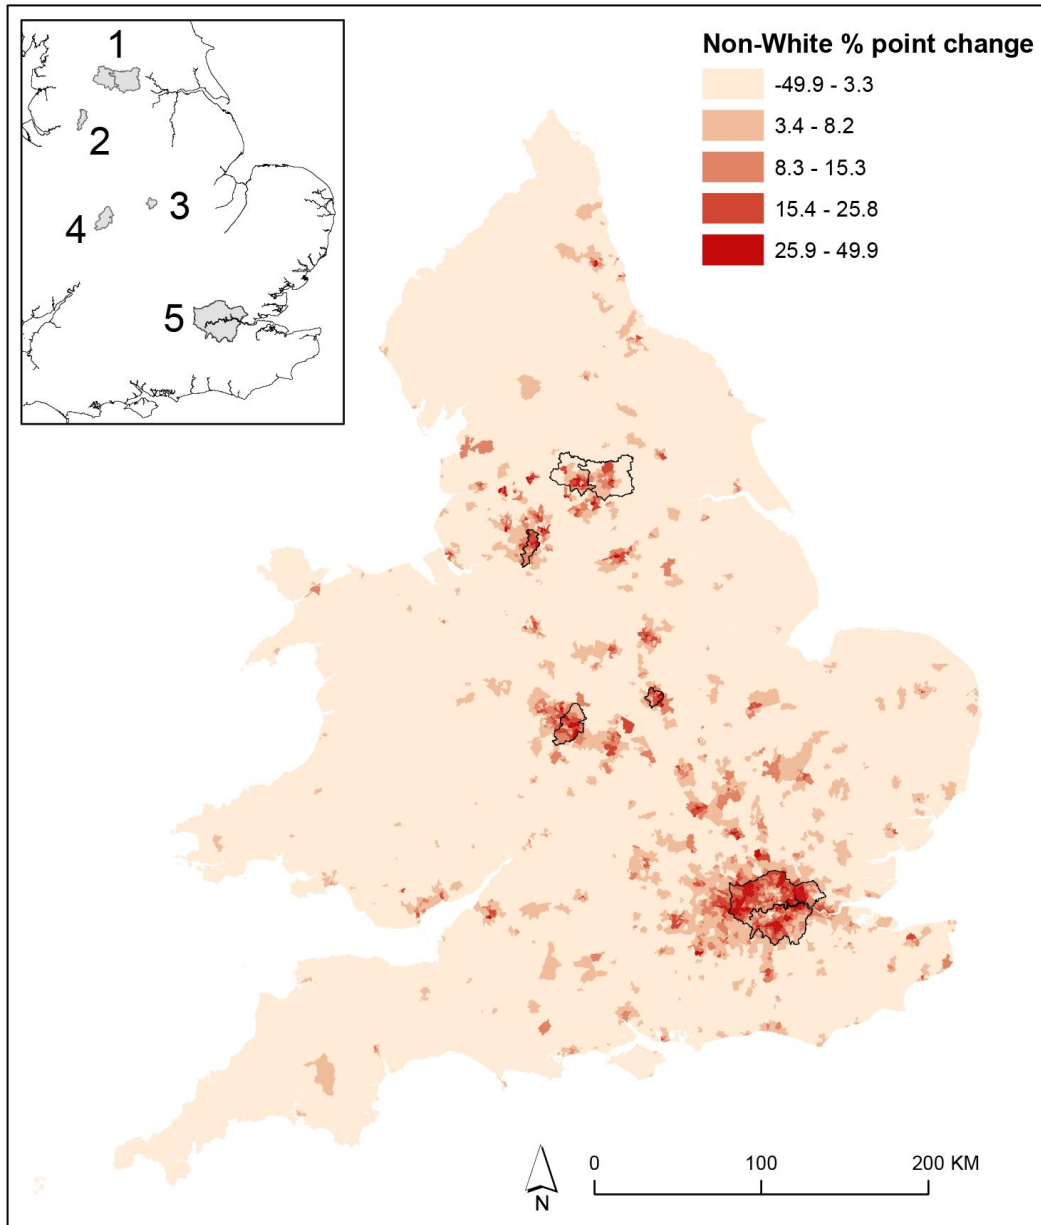 1
2
3
4
5
Non-White % point change
-49.9 - 3.3
3.4 - 8.2
8.3 - 15.3
15.4 - 25.8
25.9 - 49.9
N
0 100 200 KM